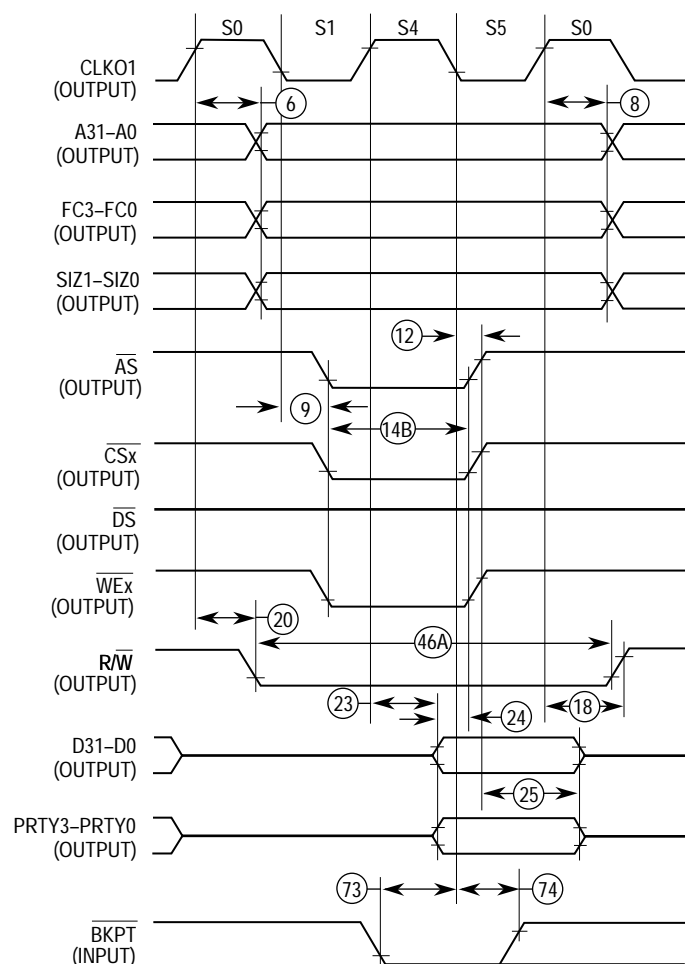 S0 S1 S4 S5 S0
CLKO1
(OUTPUT)
6 8
A31–A0
(OUTPUT)
FC3–FC0
(OUTPUT)
SIZ1–SIZ0
(OUTPUT)
12
AS
(OUTPUT)
9
14B
CSx
(OUTPUT)
DS
(OUTPUT)
WEx
(OUTPUT)
20
46A
R/W
(OUTPUT)
23 24 18
D31–D0
(OUTPUT)
25
PRTY3–PRTY0
(OUTPUT)
73 74
BKPT
(INPUT)